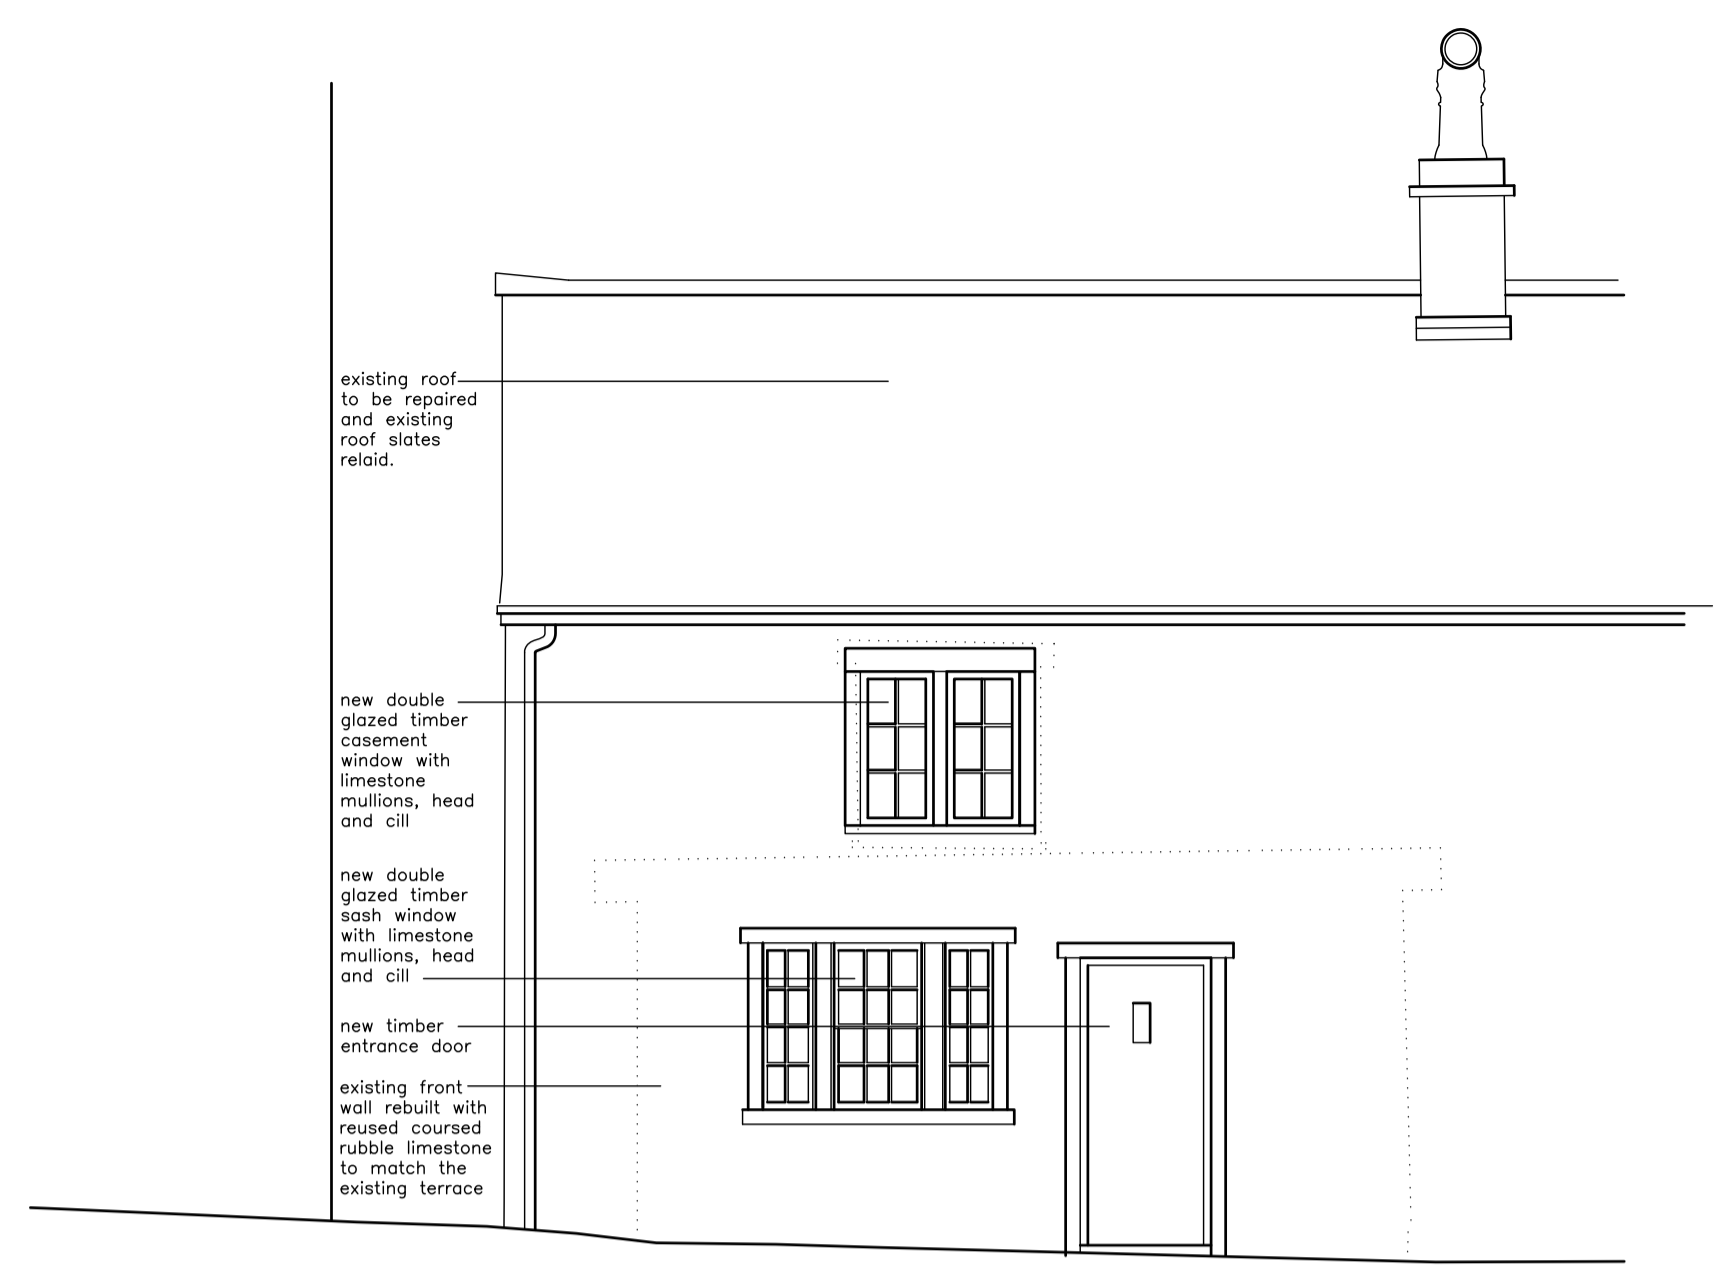 existing roof
to be repaired
and existing
roof slates
relaid.
new double
glazed timber
casement
window with
limestone
mullions, head
and cill
new double
glazed timber
sash window
with limestone
mullions, head
and cill
new timber
entrance door
existing front
wall rebuilt with
reused coursed
rubble limestone
to match the
existing terrace